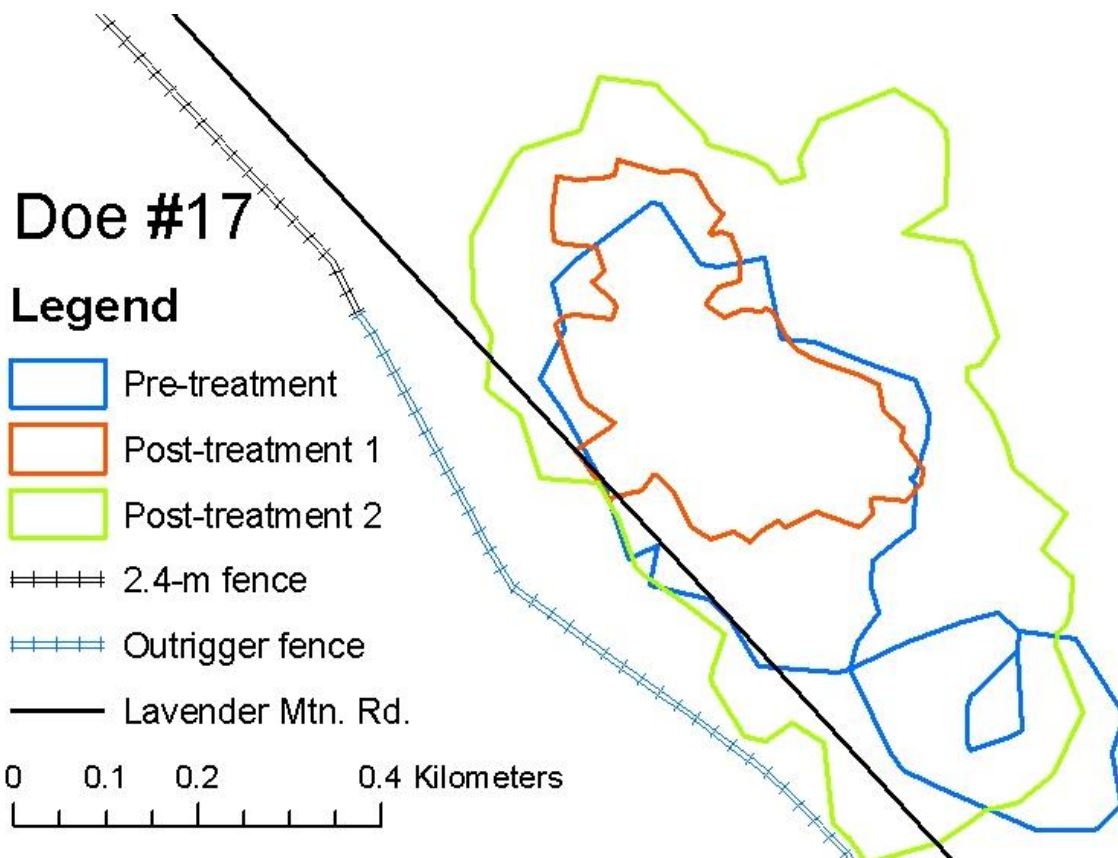 Doe #17
Legend
Pre-treatment
Post-treatment 1
Post-treatment 2
2.4-m fence
Outrigger fence
Lavender Mtn. Rd.
0 0.1 0.2 0.4 Kilometers